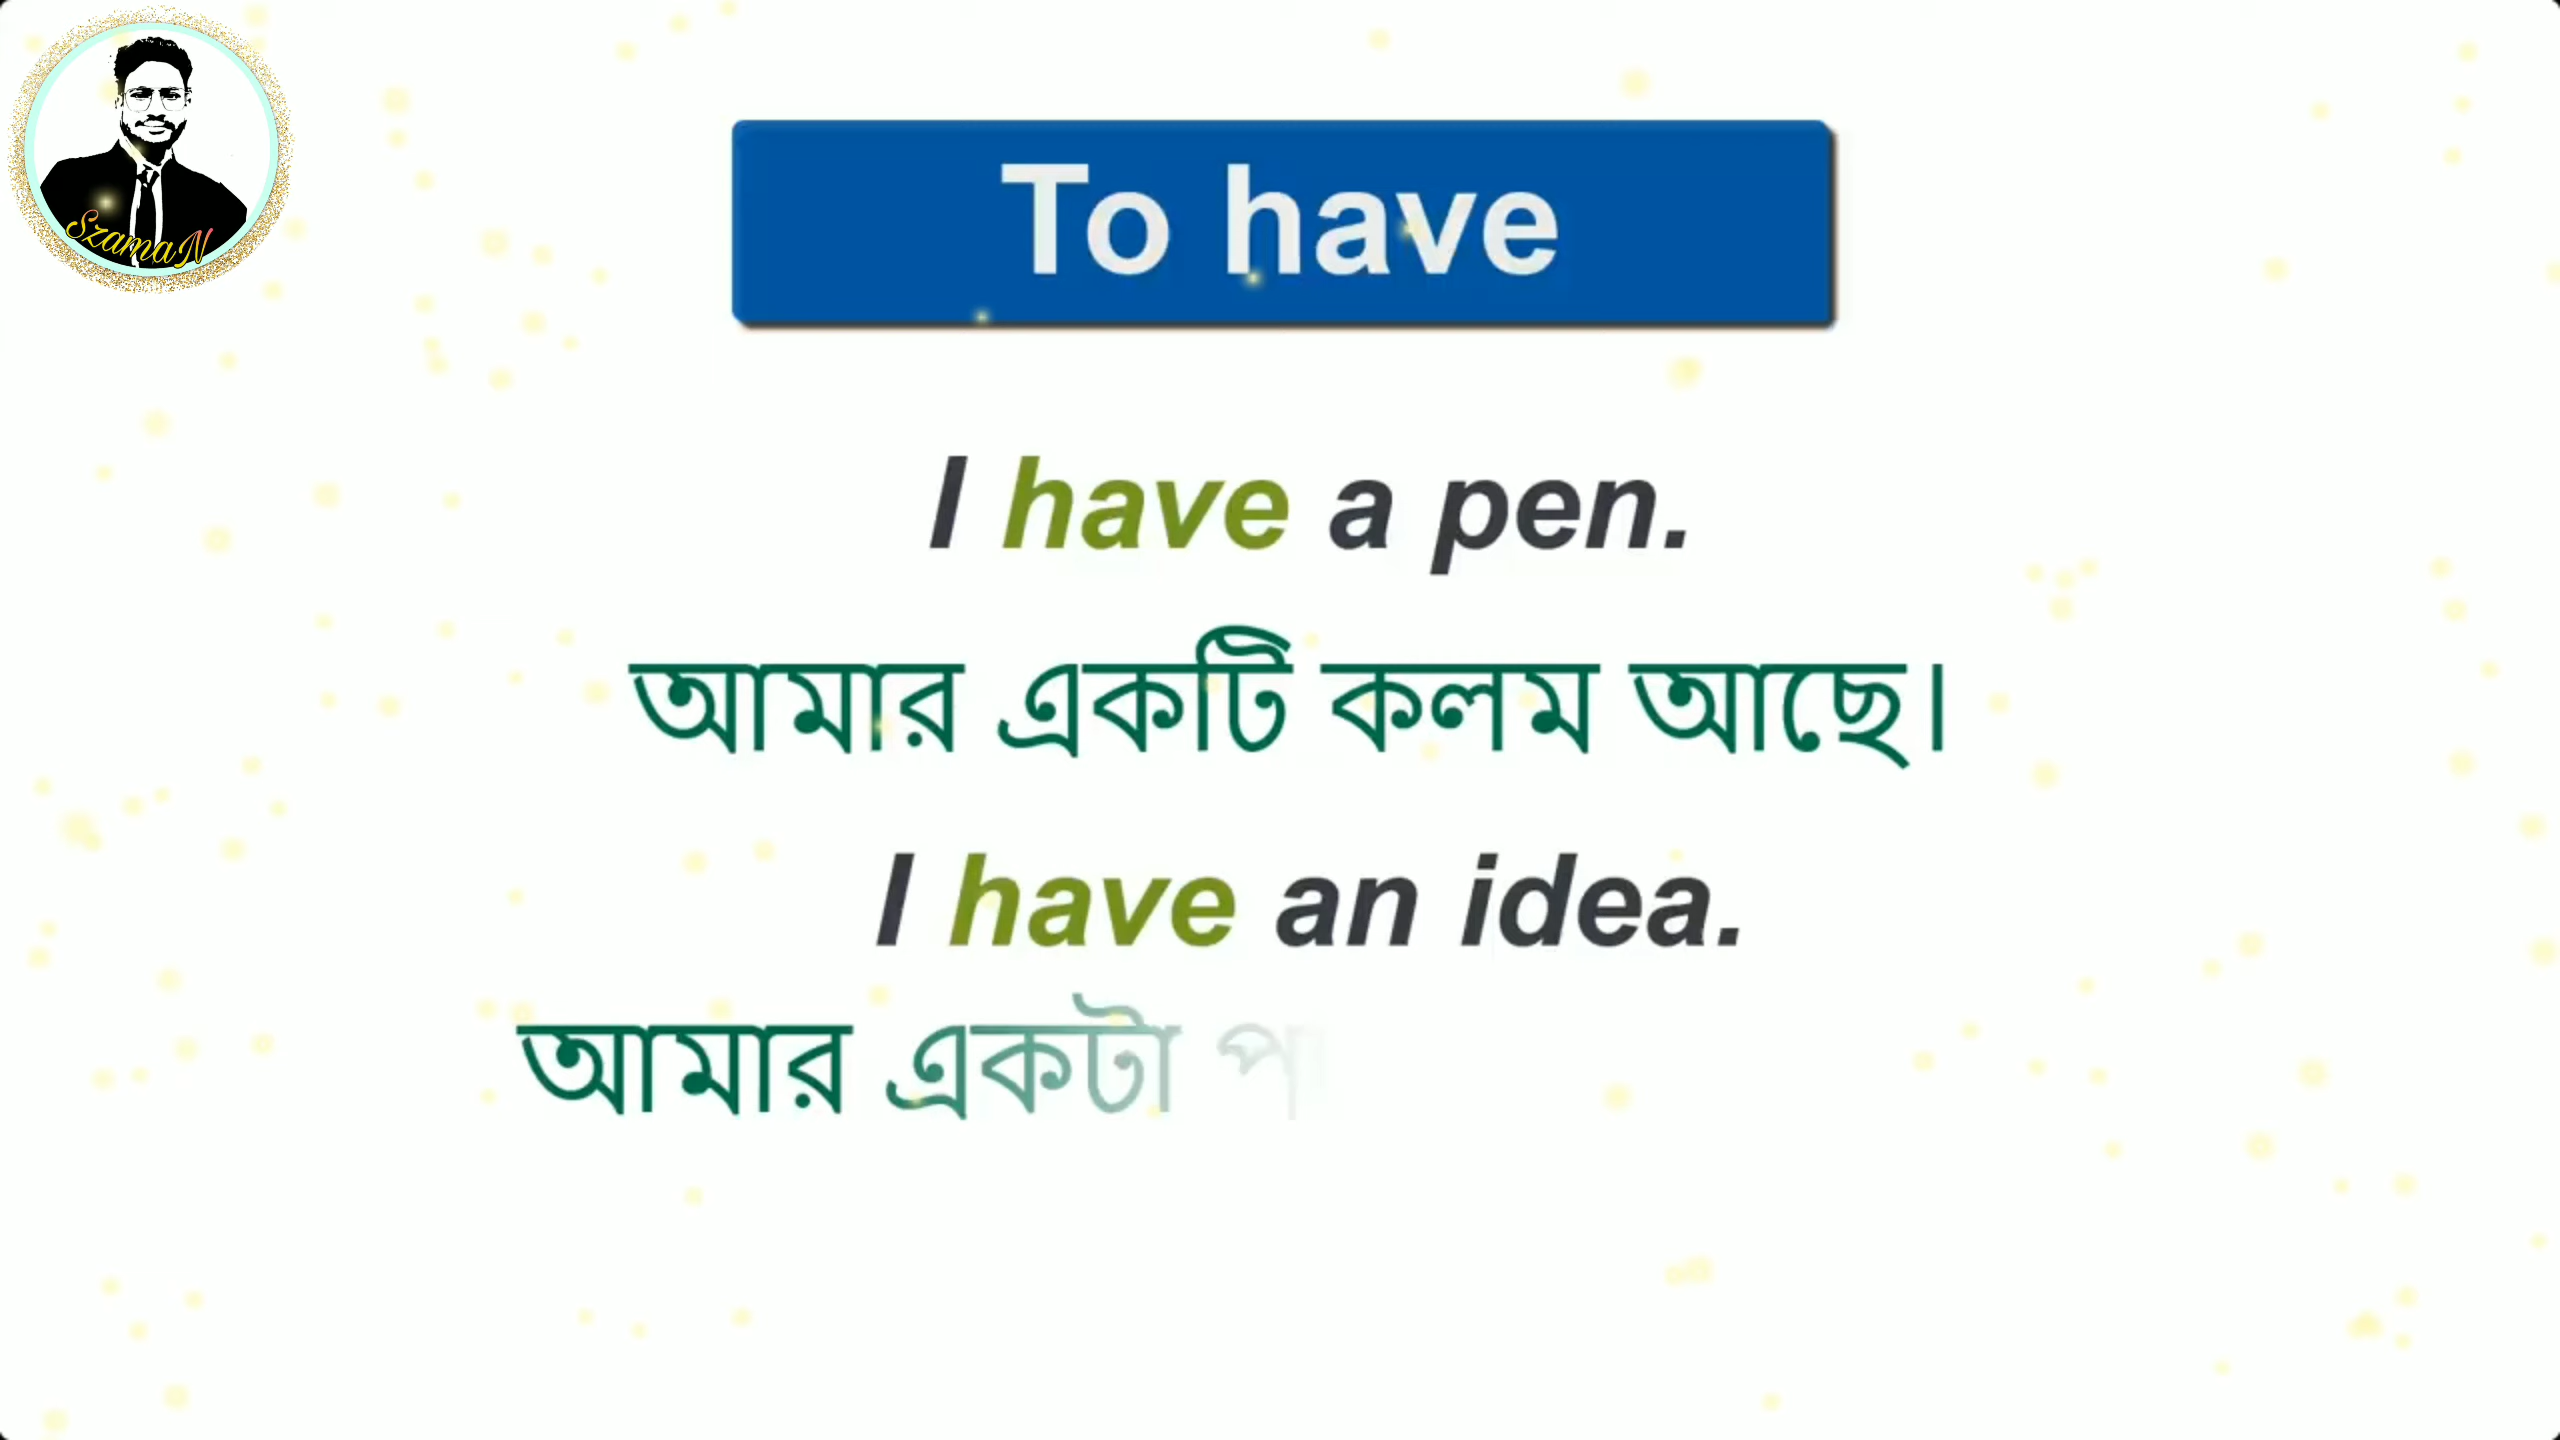 SzamaN
To have
I have a pen.
আমার একটি কলম আছে।
I have an idea.
আমার একটা